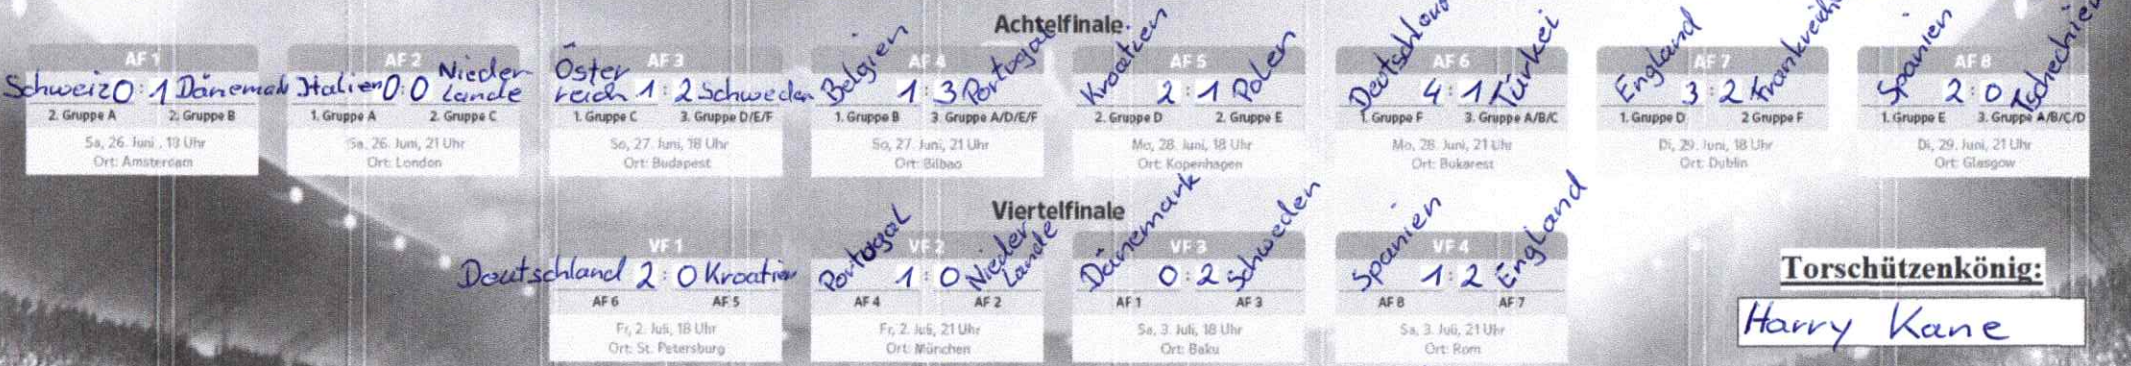 Achtelfinale
AF 1
Schweiz 0 : 1 Dänemark
2. Gruppe A 2. Gruppe B
Sa, 26. Juni, 18 Uhr
Ort: Amsterdam
AF 2
Italien 0 : 0 Niederlande
1. Gruppe A 2. Gruppe C
Sa, 26. Juni, 21 Uhr
Ort: London
AF 3
Österreich 1 : 2 Schweden
1. Gruppe C 3. Gruppe D/E/F
So, 27. Juni, 18 Uhr
Ort: Budapest
AF 4
Belgien 1 : 3 Portugal
1. Gruppe B 3 Gruppe A/D/E/F
So, 27. Juni, 21 Uhr
Ort: Bilbao
AF 5
Kroatien 2 : 1 Polen
2. Gruppe D 2. Gruppe E
Mo, 28. Juni, 18 Uhr
Ort: Kopenhagen
AF 6
Deutschland 4 : 1 Türkei
1. Gruppe F 3. Gruppe A/B/C
Mo, 28. Juni, 21 Uhr
Ort: Bukarest
AF 7
England 3 : 2 Frankreich
1. Gruppe D 2 Gruppe F
Di, 29. Juni, 18 Uhr
Ort: Dublin
AF 8
Spanien 2 : 0 Tschechien
1. Gruppe E 3. Gruppe A/B/C/D
Di, 29. Juni, 21 Uhr
Ort: Glasgow
Viertelfinale
VF 1
Deutschland 2 : 0 Kroatien
AF 6 AF 5
Fr, 2. Juli, 18 Uhr
Ort: St. Petersburg
VF 2
Portugal 1 : 0 Niederlande
AF 4 AF 2
Fr, 2. Juli, 21 Uhr
Ort: München
VF 3
Dänemark 0 : 2 Schweden
AF 1 AF 3
Sa, 3. Juli, 18 Uhr
Ort: Baku
VF 4
Spanien 1 : 2 England
AF 8 AF 7
Sa, 3. Juli, 21 Uhr
Ort: Rom
Torschützenkönig:
Harry Kane